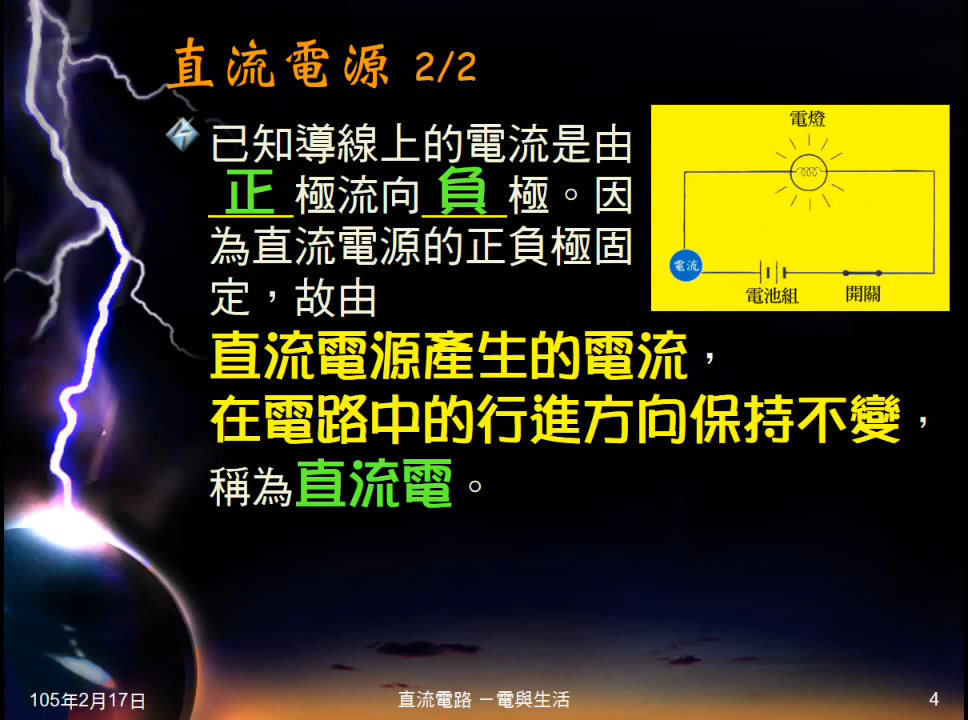 直流電源 2/2
已知導線上的電流是由
正 極流向 負 極。因
為直流電源的正負極固
定，故由
直流電源產生的電流，
在電路中的行進方向保持不變，
稱為直流電。
電燈
電流
電池組
開關
105年2月17日
直流電路 －電與生活
4